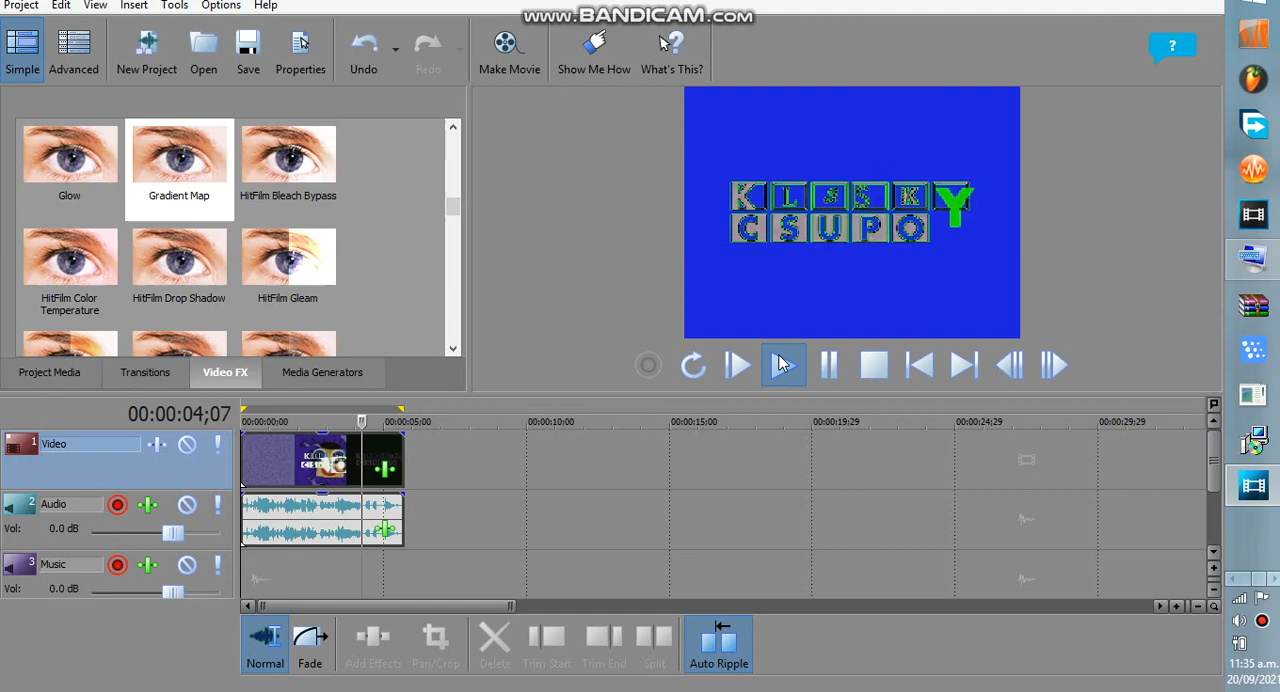 Project Edit View Insert Tools Options Help
www.BANDICAM.com
Simple Advanced New Project Open Save Properties Undo Redo Make Movie Show Me How What's This?
?
Glow Gradient Map HitFilm Bleach Bypass
HitFilm Color Temperature HitFilm Drop Shadow HitFilm Gleam
KLASKY
CSUPO
Project Media Transitions Video FX Media Generators
00:00:04;07
00:00:00;00 00:00:05;00 00:00:10;00 00:00:15;00 00:00:19;29 00:00:24;29 00:00:29;29
1 Video
2 Audio
Vol: 0.0 dB
3 Music
Vol: 0.0 dB
Normal Fade Add Effects Pan/Crop Delete Trim Start Trim End Split Auto Ripple
11:35 a.m.
20/09/2021